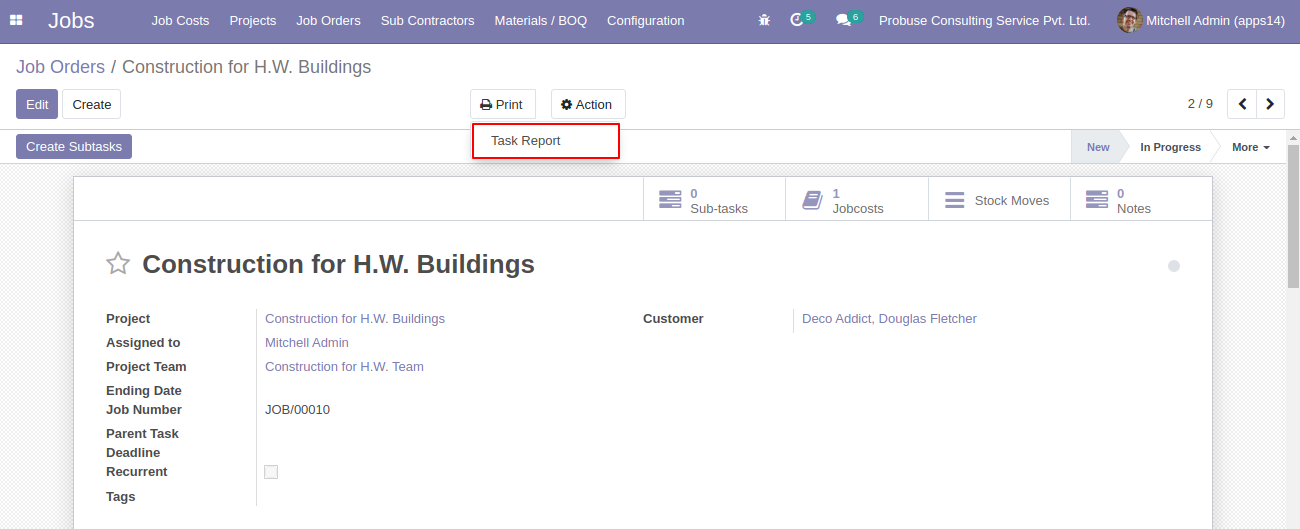 Jobs Job Costs Projects Job Orders Sub Contractors Materials / BOQ Configuration 5 6 Probuse Consulting Service Pvt. Ltd. Mitchell Admin (apps14)
Job Orders / Construction for H.W. Buildings
Edit Create Print Action 2 / 9
Task Report
Create Subtasks New In Progress More
0 Sub-tasks
1 Jobcosts
Stock Moves
0 Notes
Construction for H.W. Buildings
Project Construction for H.W. Buildings Customer Deco Addict, Douglas Fletcher
Assigned to Mitchell Admin
Project Team Construction for H.W. Team
Ending Date
Job Number JOB/00010
Parent Task
Deadline
Recurrent
Tags